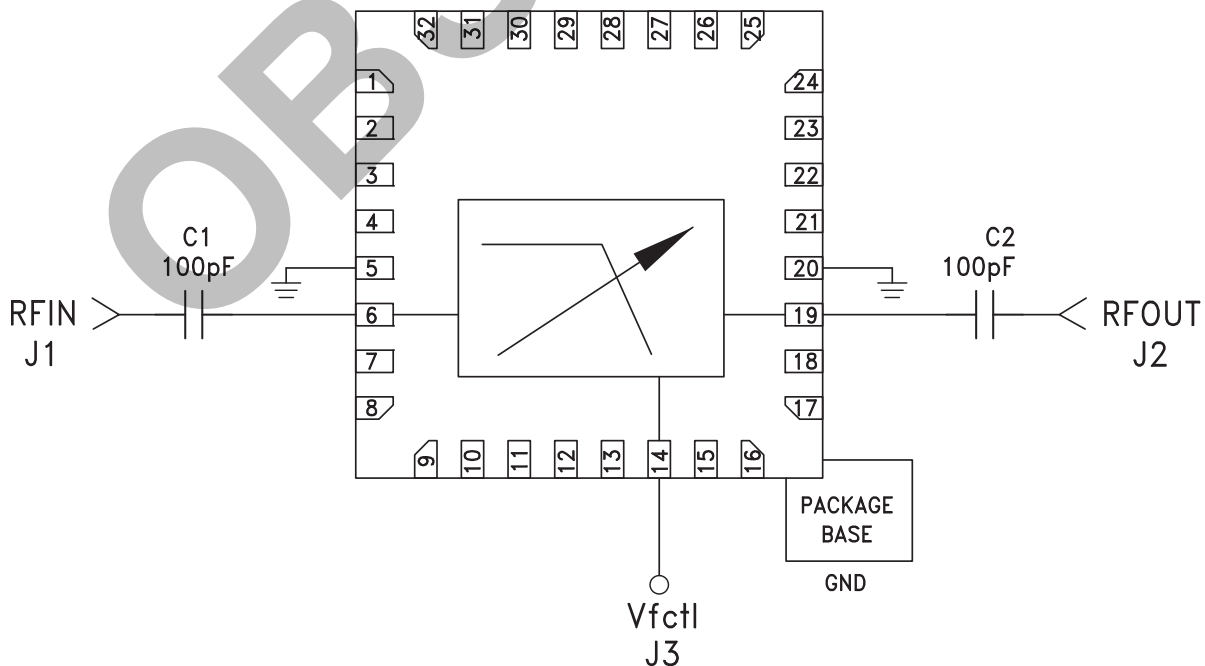 OBS
32 31 30 29 28 27 26 25
1
2
3
4
5
6
7
8
24
23
22
21
20
19
18
17
9 10 11 12 13 14 15 16
C1
100pF
RFIN
J1
C2
100pF
RFOUT
J2
PACKAGE
BASE
GND
Vfctl
J3